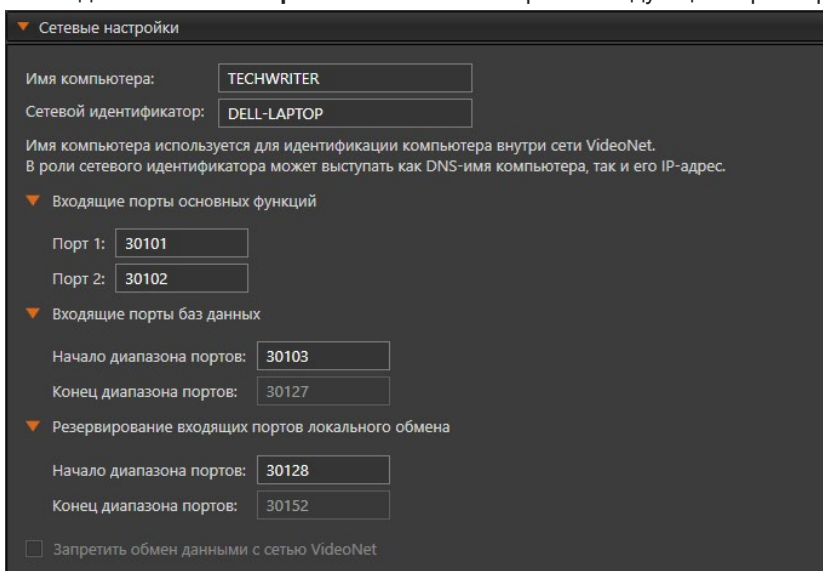 Сетевые настройки
Имя компьютера: TECHWRITER
Сетевой идентификатор: DELL-LAPTOP
Имя компьютера используется для идентификации компьютера внутри сети VideoNet.
В роли сетевого идентификатора может выступать как DNS-имя компьютера, так и его IP-адрес.
Входящие порты основных функций
Порт 1: 30101
Порт 2: 30102
Входящие порты баз данных
Начало диапазона портов: 30103
Конец диапазона портов: 30127
Резервирование входящих портов локального обмена
Начало диапазона портов: 30128
Конец диапазона портов: 30152
Запретить обмен данными с сетью VideoNet